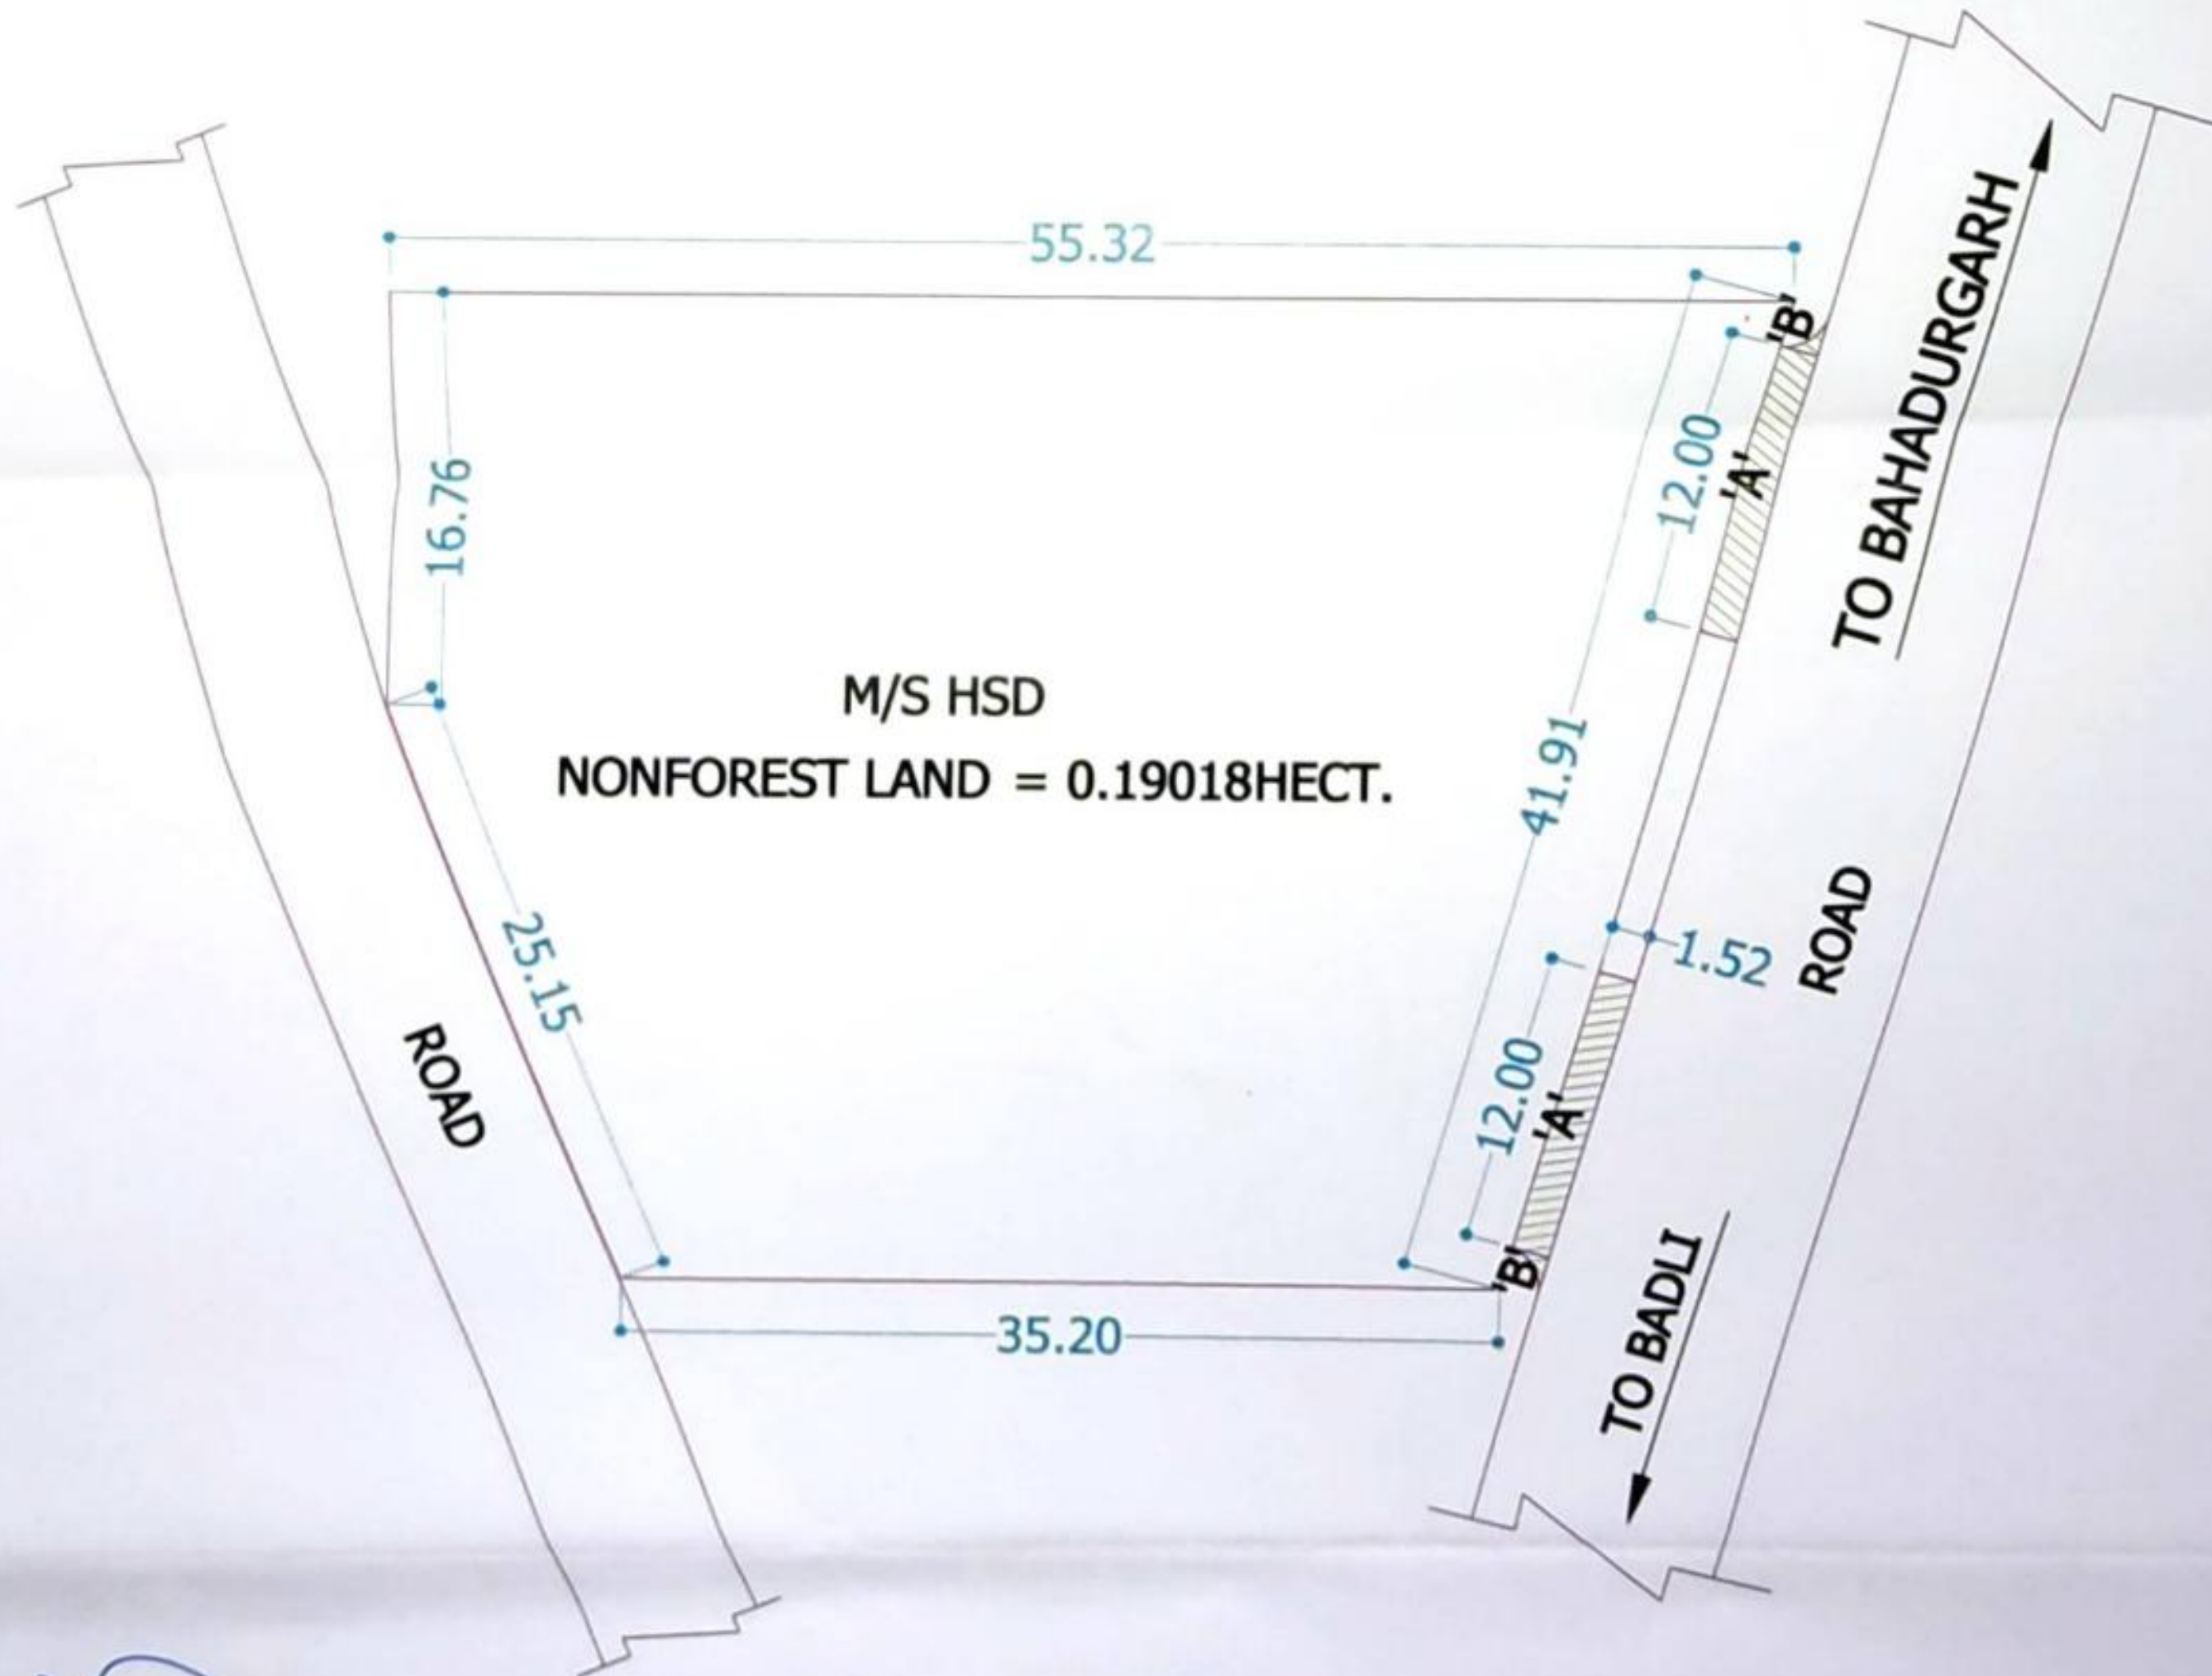 55.32
'B'
TO BAHADURGARH
12.00
'A'
16.76
M/S HSD
NONFOREST LAND = 0.19018HECT.
41.91
25.15
1.52
ROAD
ROAD
12.00
'A'
'B'
35.20
TO BADLI